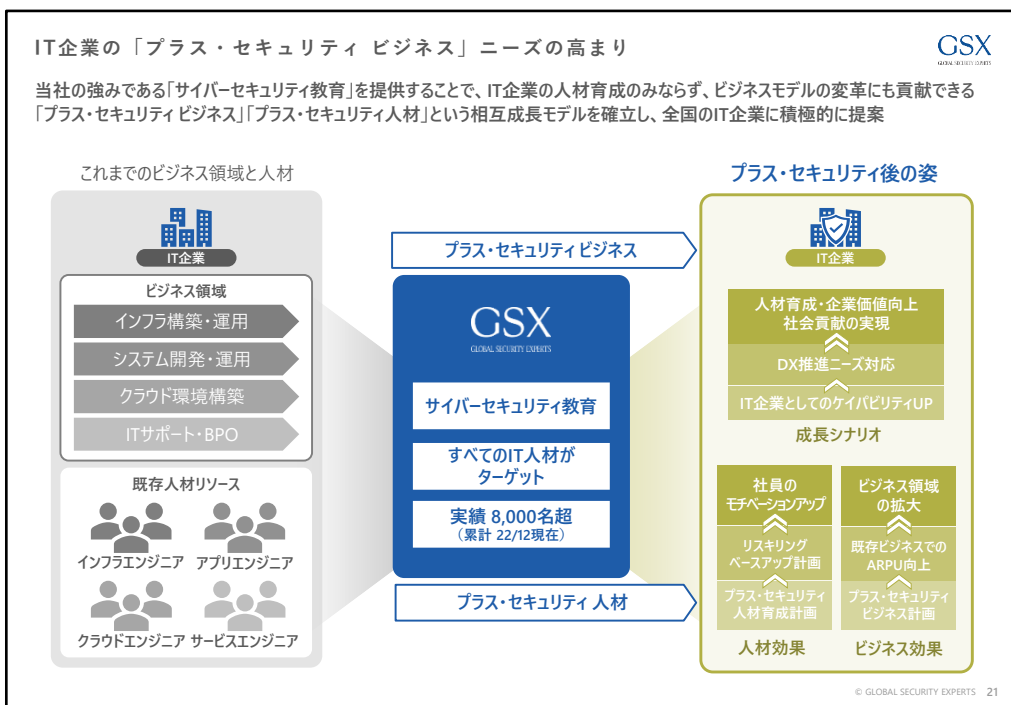 IT企業の「プラス・セキュリティ ビジネス」ニーズの高まり
GSX
GLOBAL SECURITY EXPERTS
当社の強みである「サイバーセキュリティ教育」を提供することで、IT企業の人材育成のみならず、ビジネスモデルの変革にも貢献できる
「プラス・セキュリティ ビジネス」「プラス・セキュリティ人材」という相互成長モデルを確立し、全国のIT企業に積極的に提案
これまでのビジネス領域と人材
IT企業
ビジネス領域
インフラ構築・運用
システム開発・運用
クラウド環境構築
ITサポート・BPO
既存人材リソース
インフラエンジニア
アプリエンジニア
クラウドエンジニア
サービスエンジニア
プラス・セキュリティ ビジネス
GSX
GLOBAL SECURITY EXPERTS
サイバーセキュリティ教育
すべてのIT人材が
ターゲット
実績 8,000名超
（累計 22/12現在）
プラス・セキュリティ 人材
プラス・セキュリティ後の姿
IT企業
人材育成・企業価値向上
社会貢献の実現
DX推進ニーズ対応
IT企業としてのケイパビリティUP
成長シナリオ
社員の
モチベーションアップ
リスキリング
ベースアップ計画
プラス・セキュリティ
人材育成計画
人材効果
ビジネス領域
の拡大
既存ビジネスでの
ARPU向上
プラス・セキュリティ
ビジネス計画
ビジネス効果
© GLOBAL SECURITY EXPERTS 21